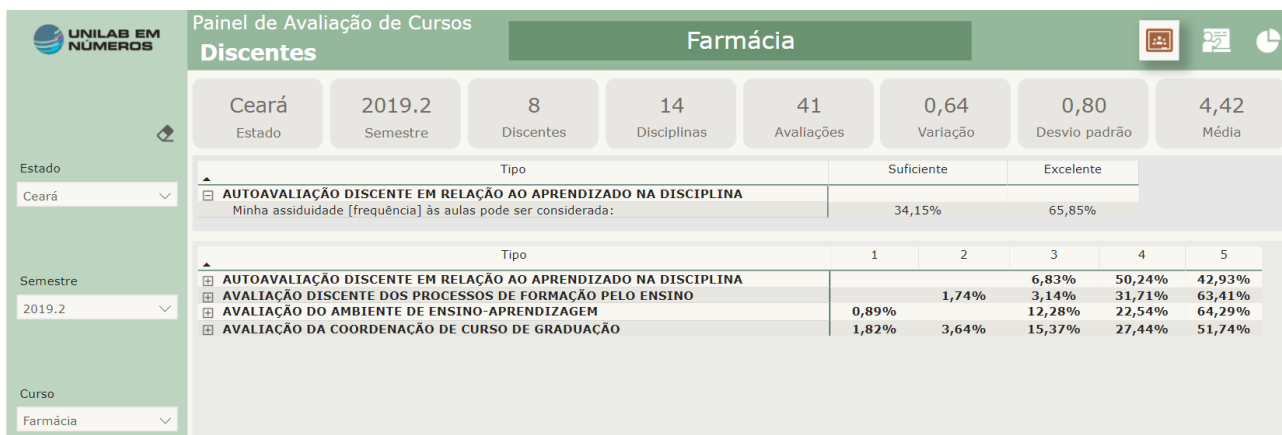 UNILAB EM
NÚMEROS
Painel de Avaliação de Cursos
Discentes
Farmácia
Ceará
Estado
2019.2
Semestre
8
Discentes
14
Disciplinas
41
Avaliações
0,64
Variação
0,80
Desvio padrão
4,42
Média
Estado
Ceará
Semestre
2019.2
Curso
Farmácia
Tipo Suficiente Excelente
AUTOAVALIAÇÃO DISCENTE EM RELAÇÃO AO APRENDIZADO NA DISCIPLINA
Minha assiduidade [frequência] às aulas pode ser considerada: 34,15% 65,85%
Tipo 1 2 3 4 5
AUTOAVALIAÇÃO DISCENTE EM RELAÇÃO AO APRENDIZADO NA DISCIPLINA 6,83% 50,24% 42,93%
AVALIAÇÃO DISCENTE DOS PROCESSOS DE FORMAÇÃO PELO ENSINO 1,74% 3,14% 31,71% 63,41%
AVALIAÇÃO DO AMBIENTE DE ENSINO-APRENDIZAGEM 0,89% 12,28% 22,54% 64,29%
AVALIAÇÃO DA COORDENAÇÃO DE CURSO DE GRADUAÇÃO 1,82% 3,64% 15,37% 27,44% 51,74%